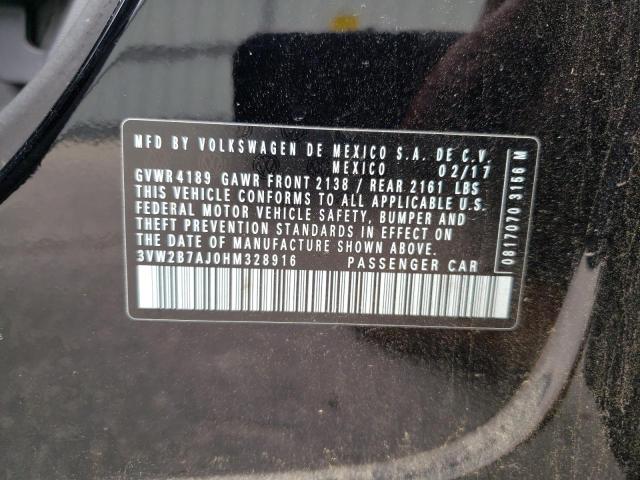 MFD BY VOLKSWAGEN DE MEXICO S.A. DE C.V.
MEXICO 02/17
GVWR 4189 GAWR FRONT 2138 / REAR 2161 LBS
THIS VEHICLE CONFORMS TO ALL APPLICABLE U.S.
FEDERAL MOTOR VEHICLE SAFETY, BUMPER AND
THEFT PREVENTION STANDARDS IN EFFECT ON
THE DATE OF MANUFACTURE SHOWN ABOVE.
3VW2B7AJ0HM328916 PASSENGER CAR
0817070 3156 M